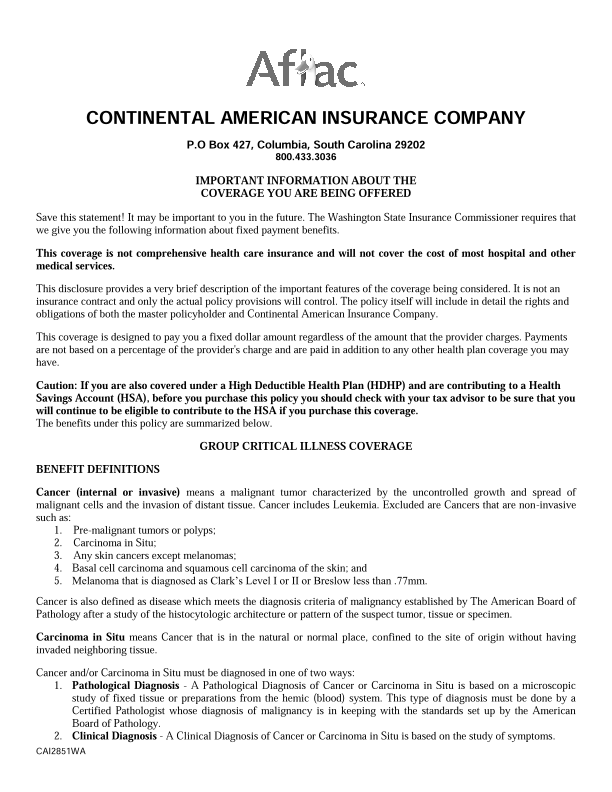 Aflac
CONTINENTAL AMERICAN INSURANCE COMPANY
P.O Box 427, Columbia, South Carolina 29202
800.433.3036
IMPORTANT INFORMATION ABOUT THE
COVERAGE YOU ARE BEING OFFERED
Save this statement! It may be important to you in the future. The Washington State Insurance Commissioner requires that
we give you the following information about fixed payment benefits.
This coverage is not comprehensive health care insurance and will not cover the cost of most hospital and other
medical services.
This disclosure provides a very brief description of the important features of the coverage being considered. It is not an
insurance contract and only the actual policy provisions will control. The policy itself will include in detail the rights and
obligations of both the master policyholder and Continental American Insurance Company.
This coverage is designed to pay you a fixed dollar amount regardless of the amount that the provider charges. Payments
are not based on a percentage of the provider's charge and are paid in addition to any other health plan coverage you may
have.
Caution: If you are also covered under a High Deductible Health Plan (HDHP) and are contributing to a Health
Savings Account (HSA), before you purchase this policy you should check with your tax advisor to be sure that you
will continue to be eligible to contribute to the HSA if you purchase this coverage.
The benefits under this policy are summarized below.
GROUP CRITICAL ILLNESS COVERAGE
BENEFIT DEFINITIONS
Cancer (internal or invasive) means a malignant tumor characterized by the uncontrolled growth and spread of
malignant cells and the invasion of distant tissue. Cancer includes Leukemia. Excluded are Cancers that are non-invasive
such as:
1. Pre-malignant tumors or polyps;
2. Carcinoma in Situ;
3. Any skin cancers except melanomas;
4. Basal cell carcinoma and squamous cell carcinoma of the skin; and
5. Melanoma that is diagnosed as Clark's Level I or II or Breslow less than .77mm.
Cancer is also defined as disease which meets the diagnosis criteria of malignancy established by The American Board of
Pathology after a study of the histocytologic architecture or pattern of the suspect tumor, tissue or specimen.
Carcinoma in Situ means Cancer that is in the natural or normal place, confined to the site of origin without having
invaded neighboring tissue.
Cancer and/or Carcinoma in Situ must be diagnosed in one of two ways:
1. Pathological Diagnosis - A Pathological Diagnosis of Cancer or Carcinoma in Situ is based on a microscopic
study of fixed tissue or preparations from the hemic (blood) system. This type of diagnosis must be done by a
Certified Pathologist whose diagnosis of malignancy is in keeping with the standards set up by the American
Board of Pathology.
2. Clinical Diagnosis - A Clinical Diagnosis of Cancer or Carcinoma in Situ is based on the study of symptoms.
CAI2851WA